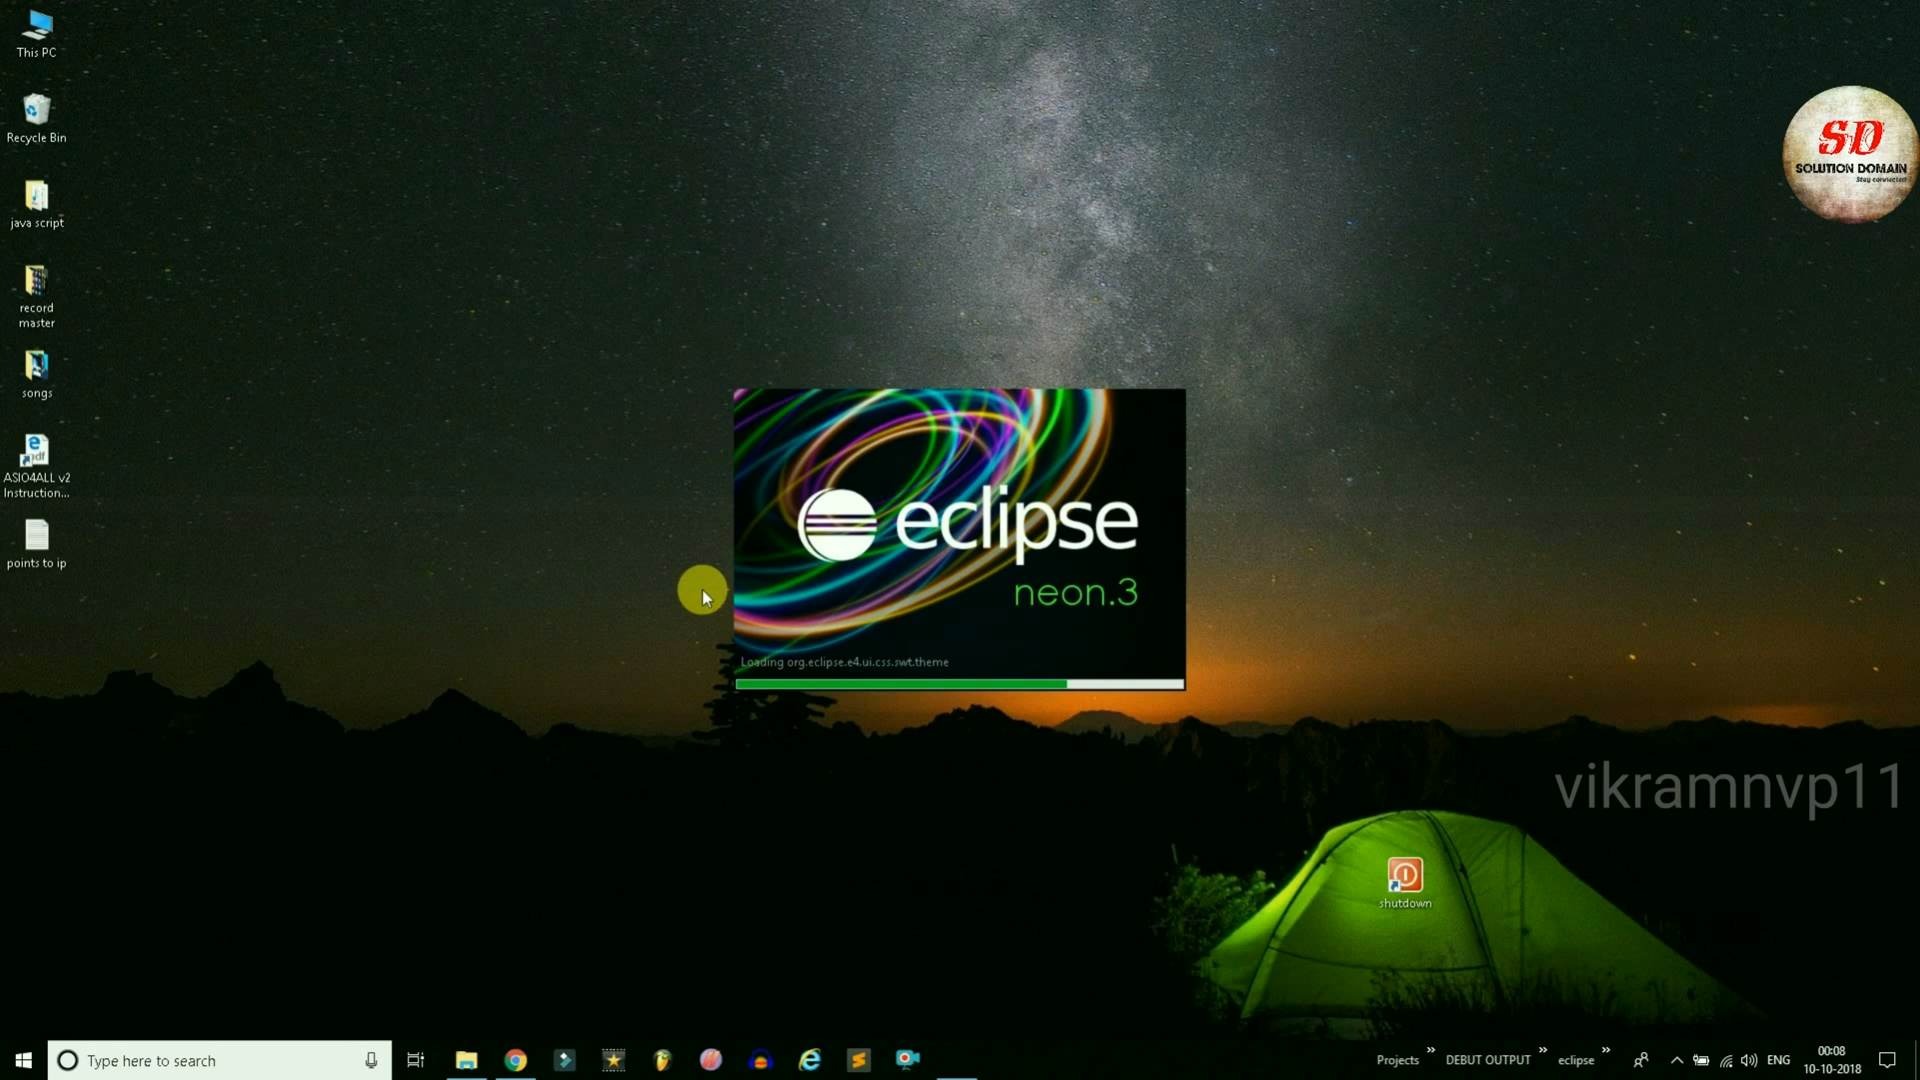 This PC
Recycle Bin
java script
record
master
songs
ASIO4ALL v2
Instruction...
points to ip
SD
SOLUTION DOMAIN
Stay connected
eclipse
neon.3
Loading org.eclipse.e4.ui.css.swt.theme
vikramnvp11
shutdown
Type here to search
Projects
DEBUT OUTPUT
eclipse
ENG
00:08
10-10-2018